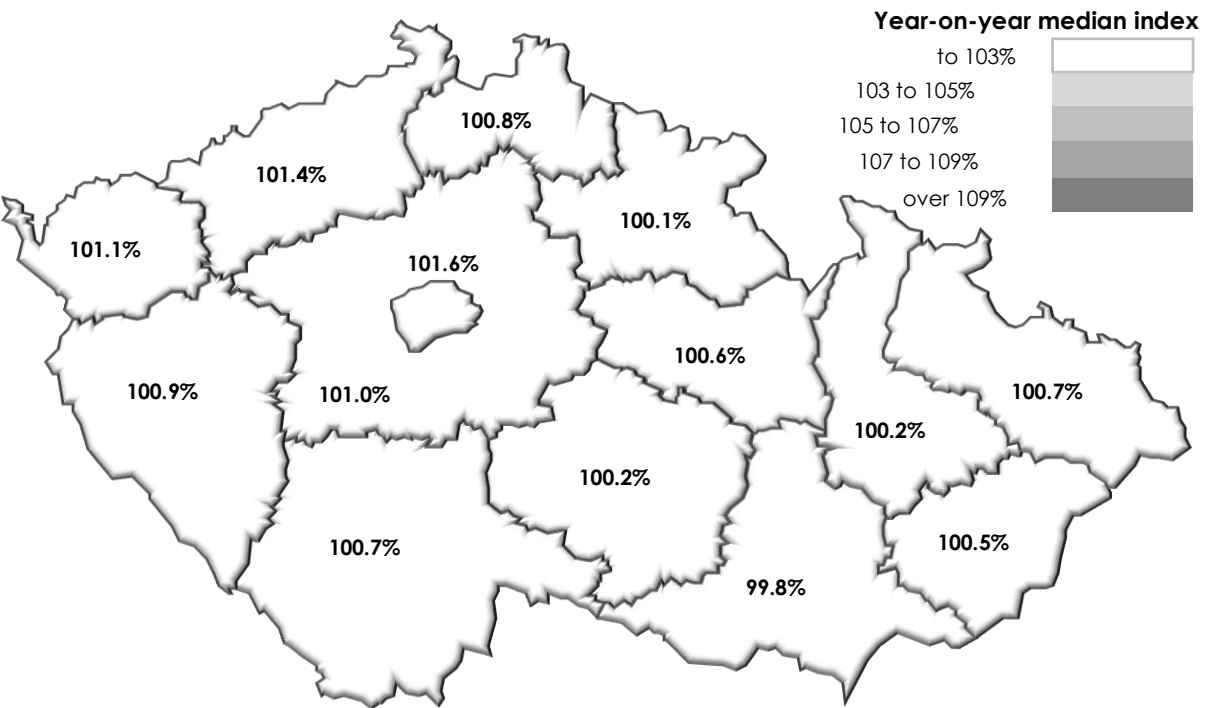 Year-on-year median index
to 103%
103 to 105%
105 to 107%
107 to 109%
over 109%
100.8%
101.4%
100.1%
101.1%
101.6%
100.6%
100.9%
101.0%
100.7%
100.2%
100.2%
100.5%
100.7%
99.8%